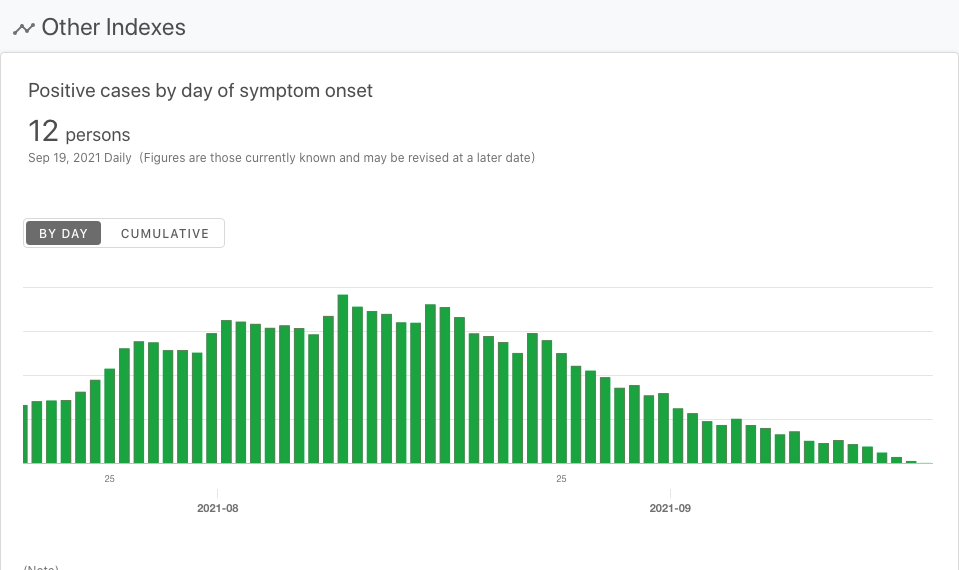 Other Indexes
Positive cases by day of symptom onset
12 persons
Sep 19, 2021 Daily (Figures are those currently known and may be revised at a later date)
BY DAY CUMULATIVE
25 25
2021-08 2021-09
(Note)